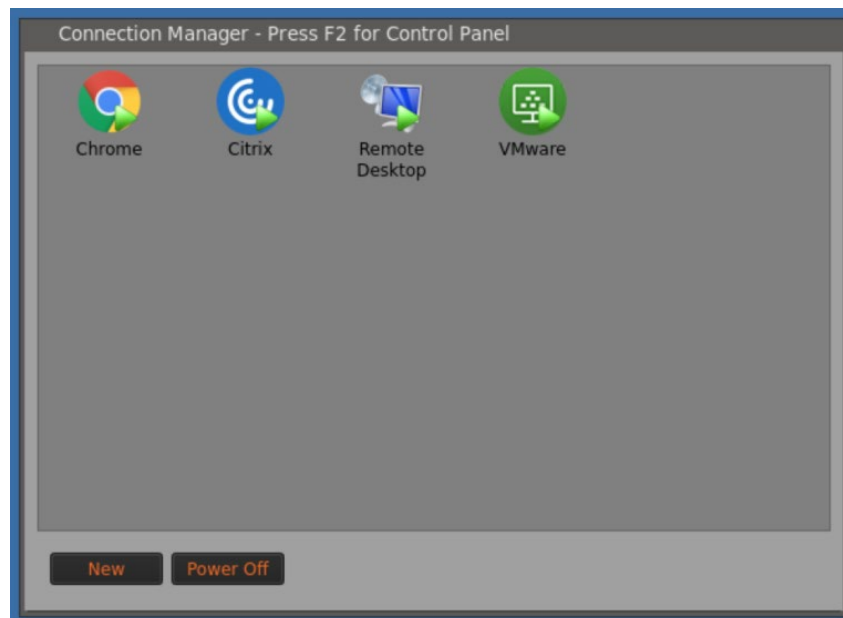 Connection Manager - Press F2 for Control Panel
Chrome
Citrix
Remote
Desktop
VMware
New
Power Off